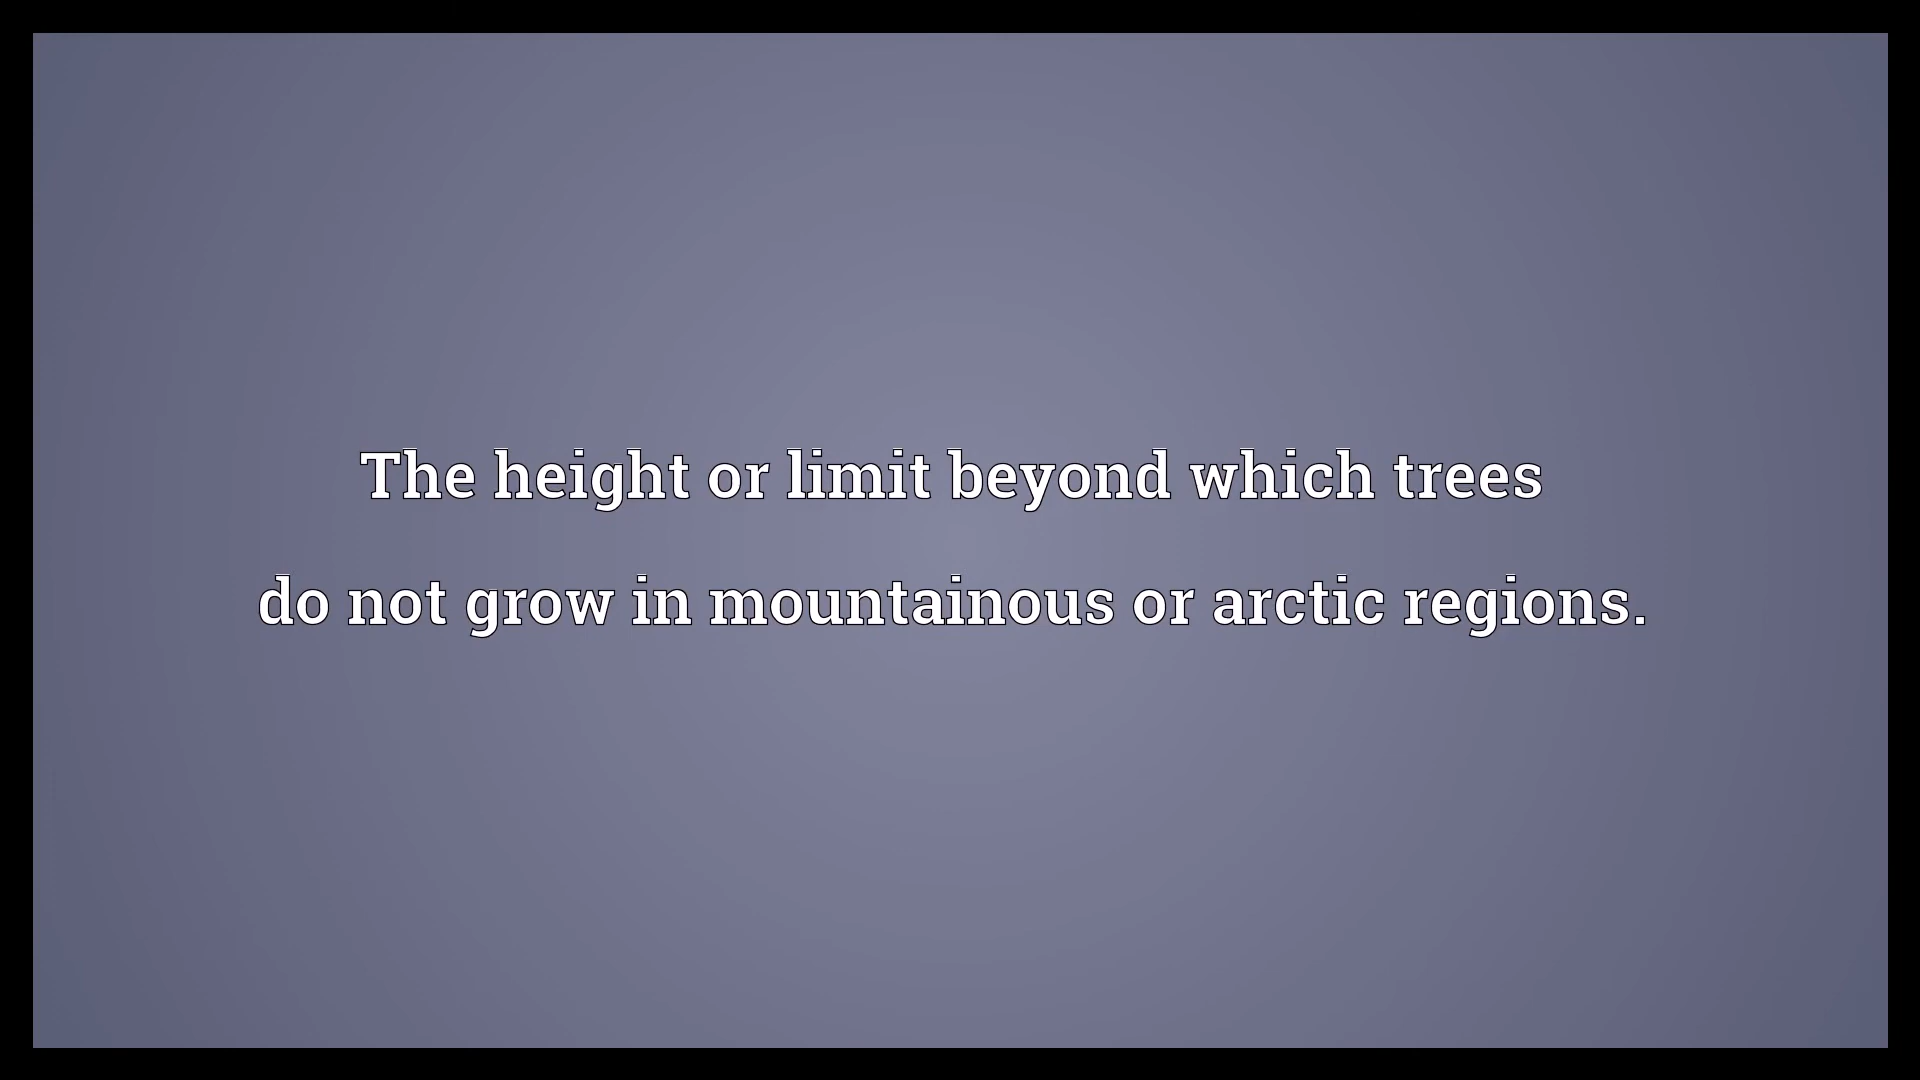 The height or limit beyond which trees
do not grow in mountainous or arctic regions.